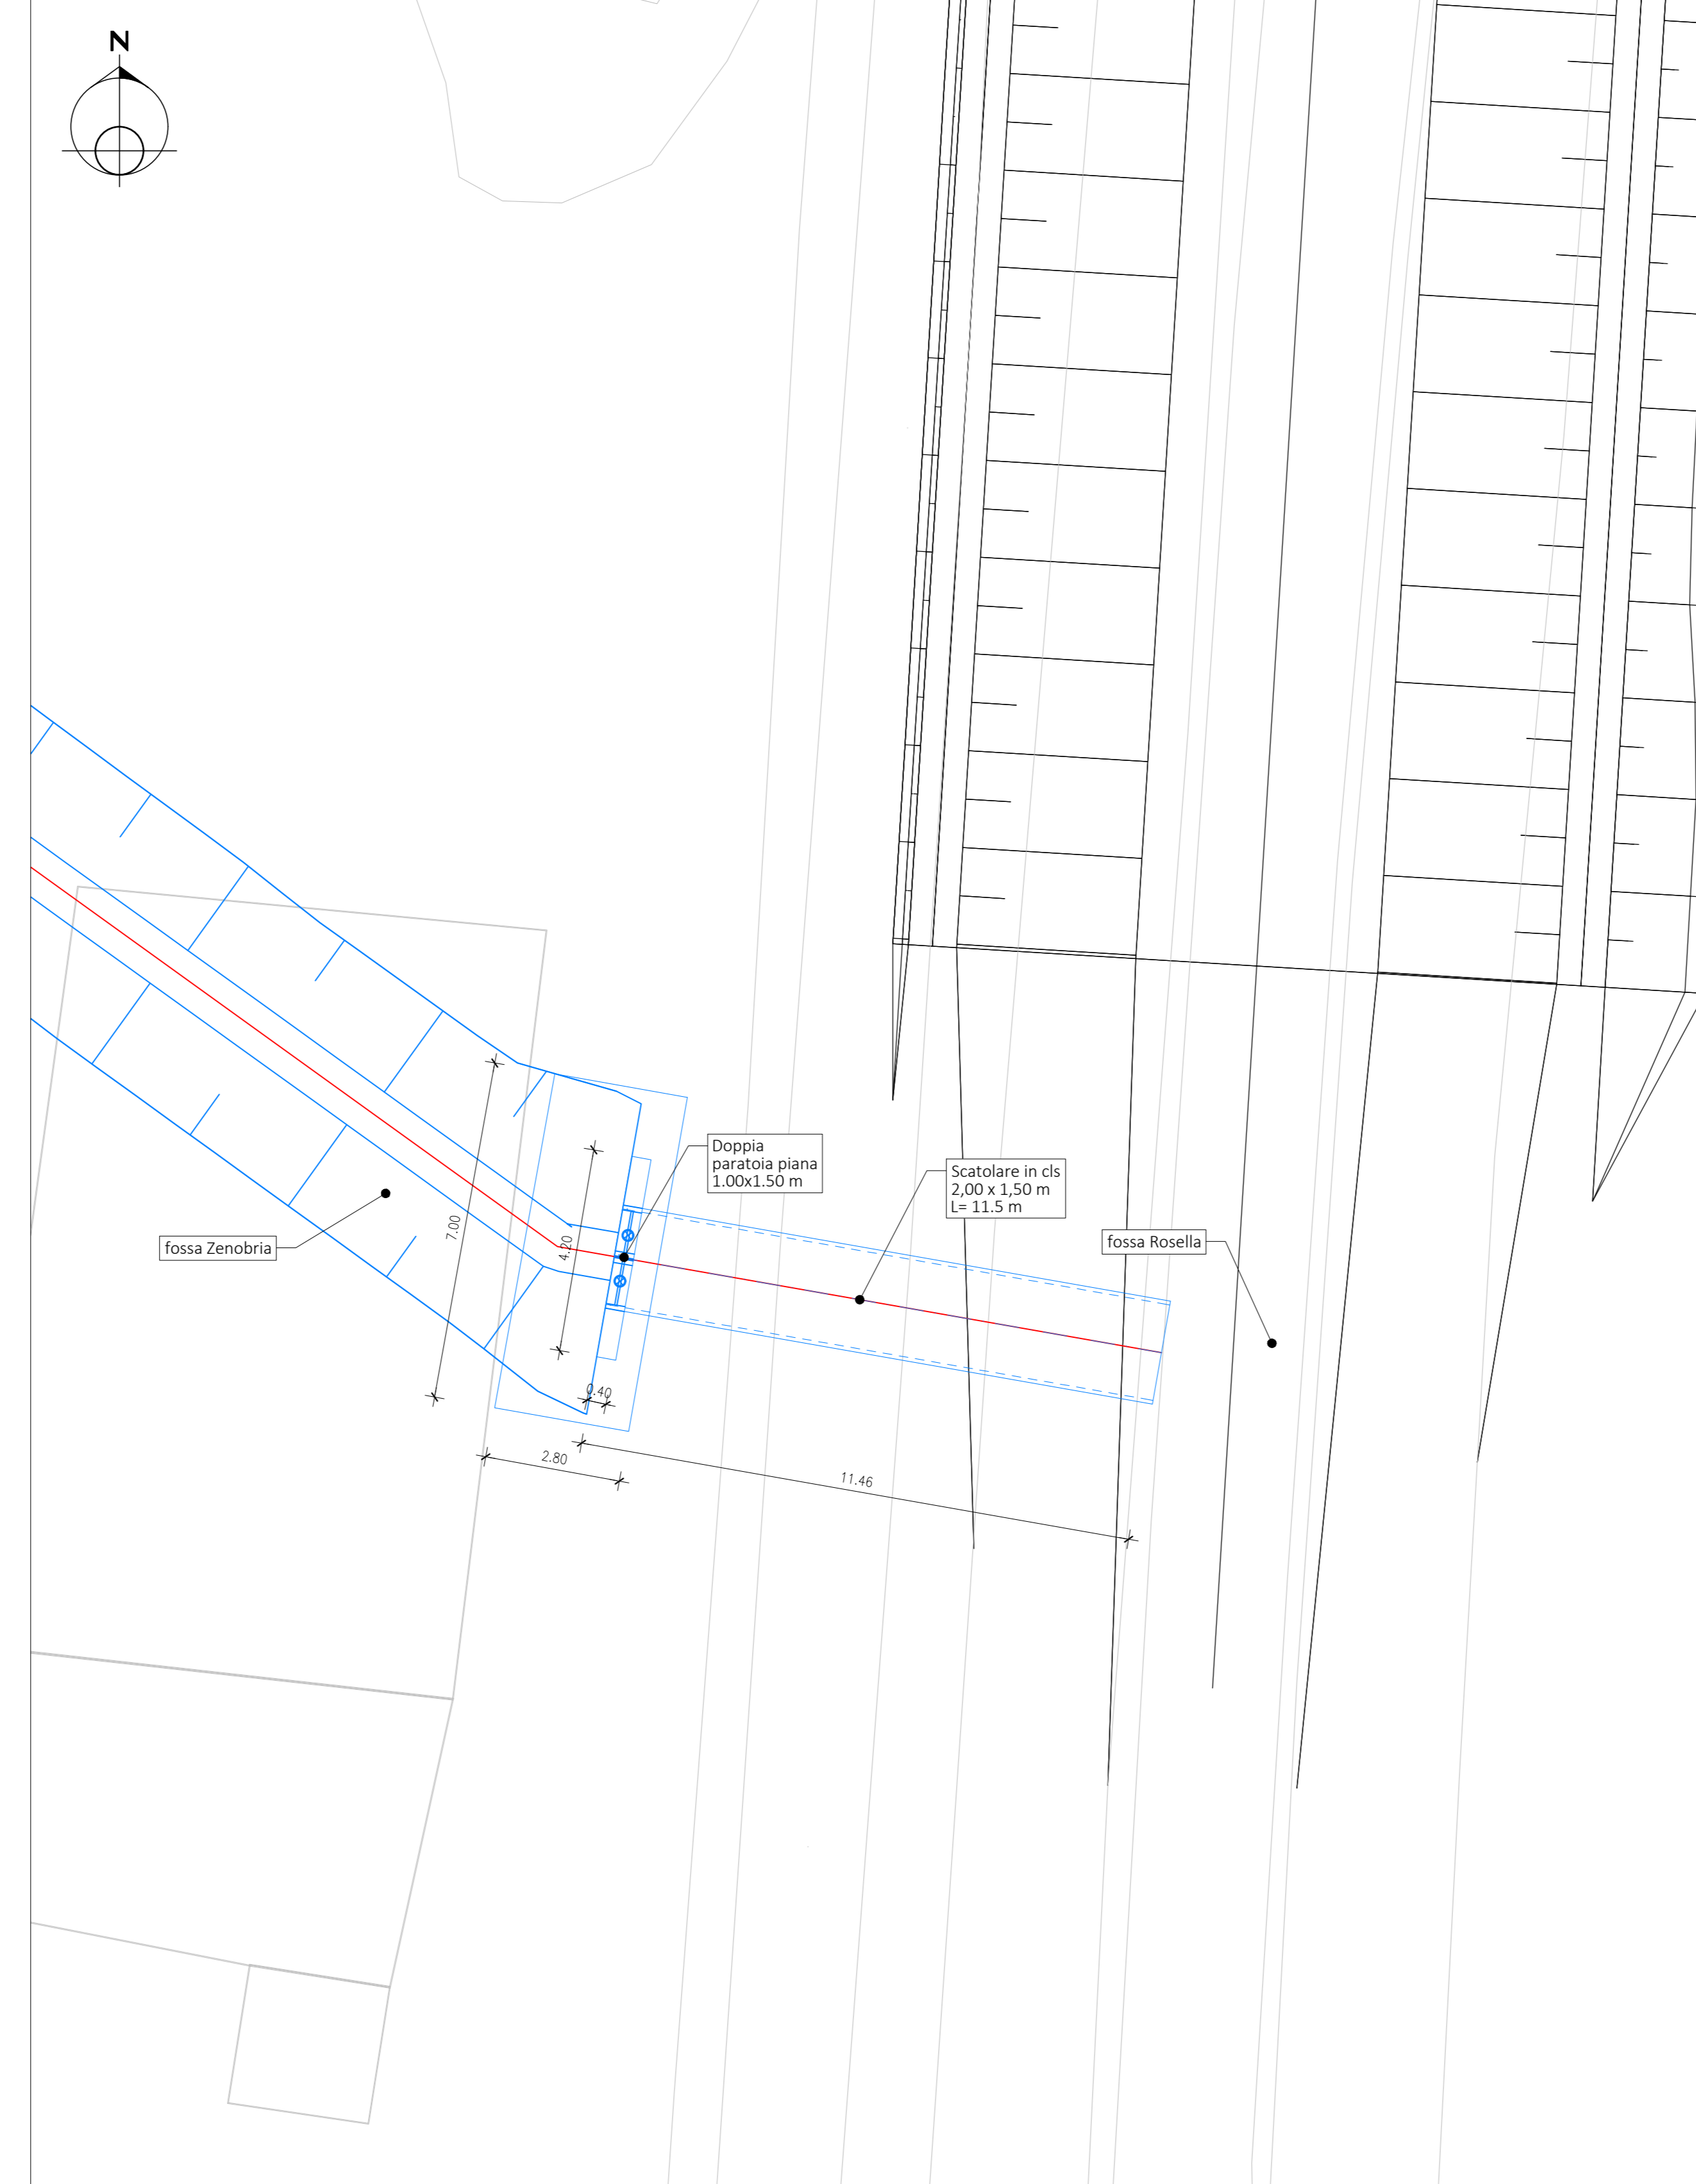 N
Doppia
paratoia piana
1.00x1.50 m
Scatolare in cls
2,00 x 1,50 m
L= 11.5 m
fossa Zenobria
fossa Rosella
7.00
4.20
0.40
2.80
11.46